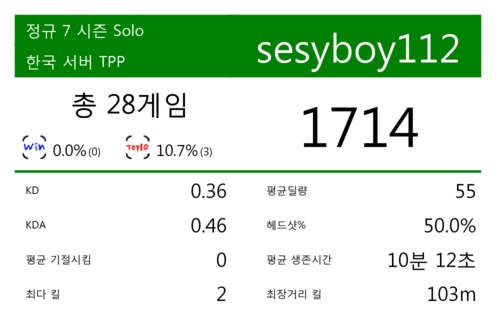 정규 7 시즌 Solo
한국 서버 TPP
sesyboy112
총 28게임
Win 0.0% (0) TOP10 10.7% (3)
1714
KD 0.36
KDA 0.46
평균 기절시킴 0
최다 킬 2
평균딜량 55
헤드샷% 50.0%
평균 생존시간 10분 12초
최장거리 킬 103m